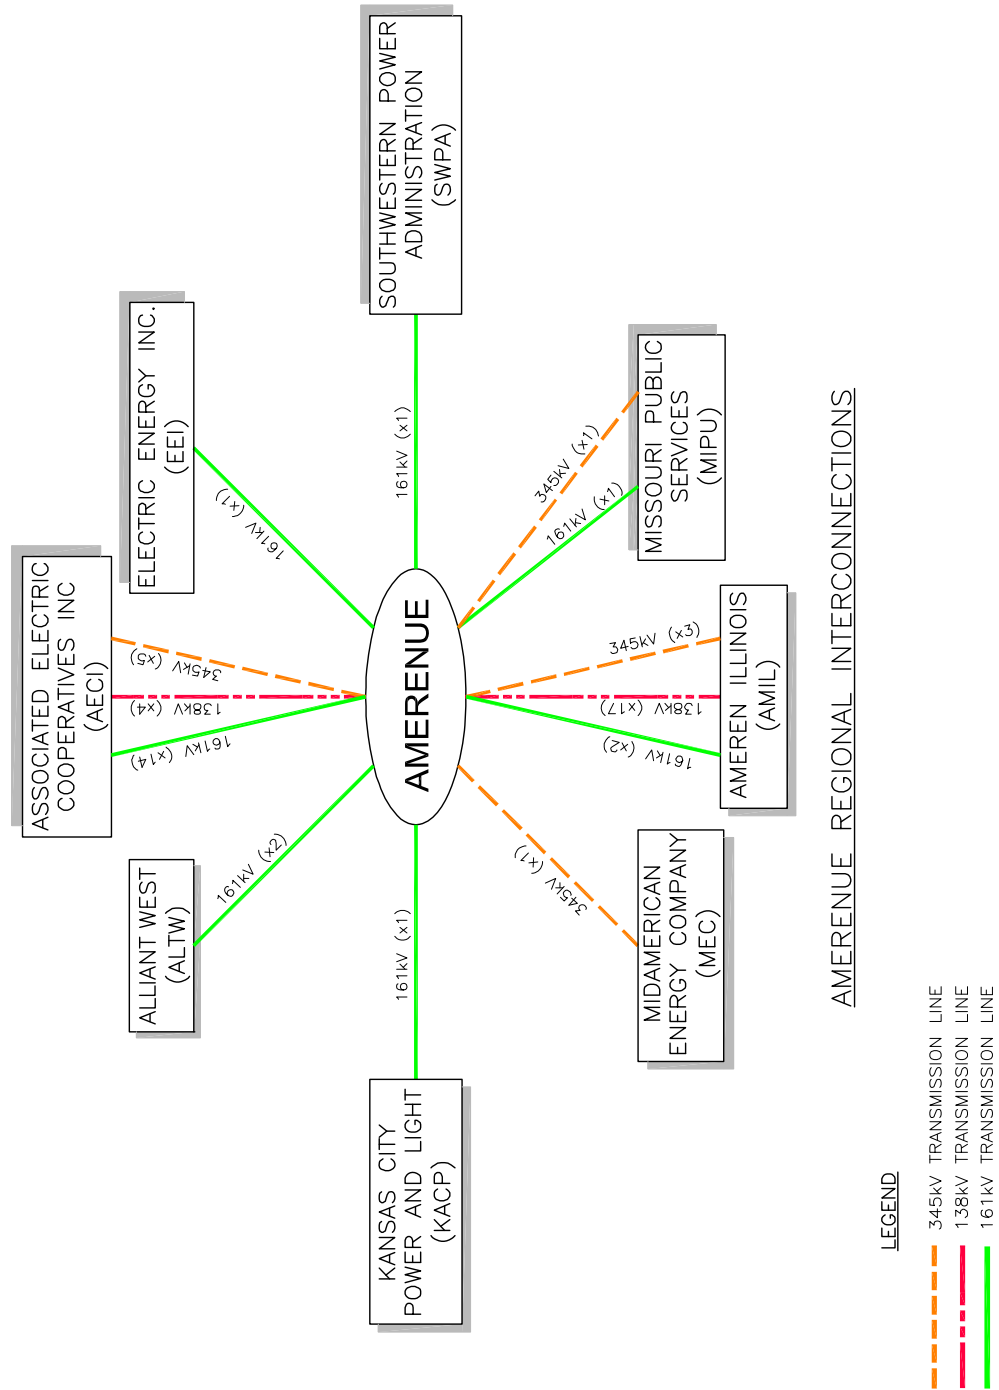 ASSOCIATED ELECTRIC
COOPERATIVES INC
(AECI)
ALLIANT WEST
(ALTW)
ELECTRIC ENERGY INC.
(EEI)
161kV (x2)
161kV (x14)
138kV (x4)
345kV (x5)
161kV (x1)
KANSAS CITY
POWER AND LIGHT
(KACP)
161kV (x1)
AMERENUE
161kV (x1)
SOUTHWESTERN POWER
ADMINISTRATION
(SWPA)
345kV (x1)
161kV (x2)
138kV (x17)
345kV (x3)
161kV (x1)
345kV (x1)
MIDAMERICAN
ENERGY COMPANY
(MEC)
AMEREN ILLINOIS
(AMIL)
MISSOURI PUBLIC
SERVICES
(MIPU)
AMERENUE REGIONAL INTERCONNECTIONS
LEGEND
345kV TRANSMISSION LINE
138kV TRANSMISSION LINE
161kV TRANSMISSION LINE